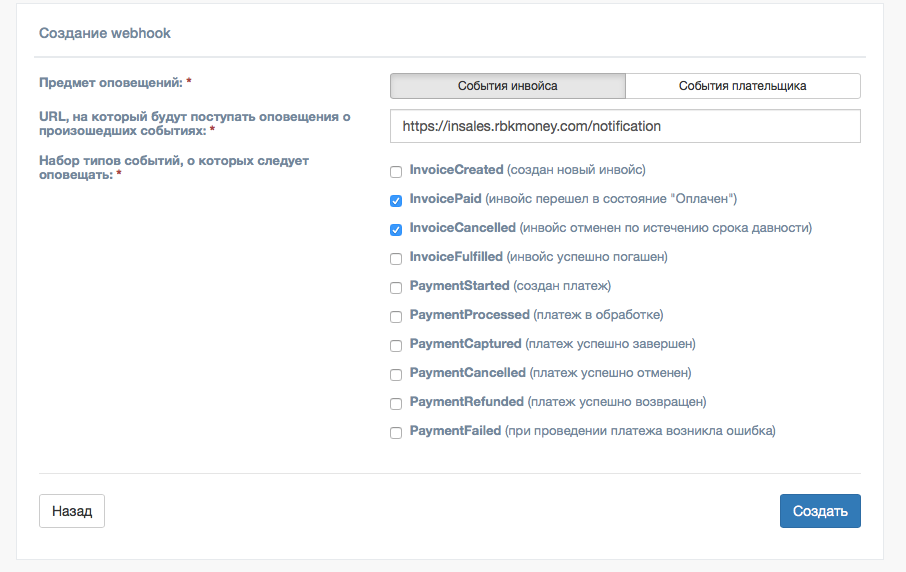 Создание webhook
Предмет оповещений: *
События инвойса
События плательщика
URL, на который будут поступать оповещения о
произошедших событиях: *
https://insales.rbkmoney.com/notification
Набор типов событий, о которых следует
оповещать: *
InvoiceCreated (создан новый инвойс)
InvoicePaid (инвойс перешел в состояние "Оплачен")
InvoiceCancelled (инвойс отменен по истечению срока давности)
InvoiceFulfilled (инвойс успешно погашен)
PaymentStarted (создан платеж)
PaymentProcessed (платеж в обработке)
PaymentCaptured (платеж успешно завершен)
PaymentCancelled (платеж успешно отменен)
PaymentRefunded (платеж успешно возвращен)
PaymentFailed (при проведении платежа возникла ошибка)
Назад
Создать